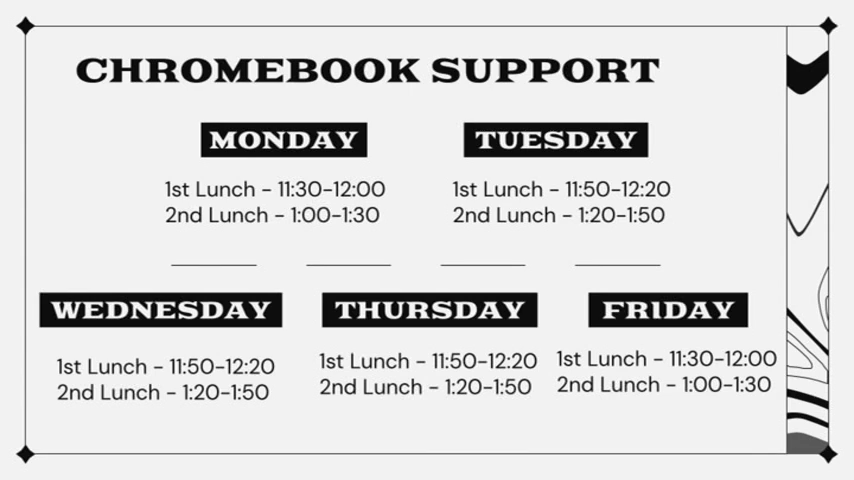 CHROMEBOOK SUPPORT
MONDAY
1st Lunch - 11:30-12:00
2nd Lunch - 1:00-1:30
TUESDAY
1st Lunch - 11:50-12:20
2nd Lunch - 1:20-1:50
WEDNESDAY
1st Lunch - 11:50-12:20
2nd Lunch - 1:20-1:50
THURSDAY
1st Lunch - 11:50-12:20
2nd Lunch - 1:20-1:50
FRIDAY
1st Lunch - 11:30-12:00
2nd Lunch - 1:00-1:30